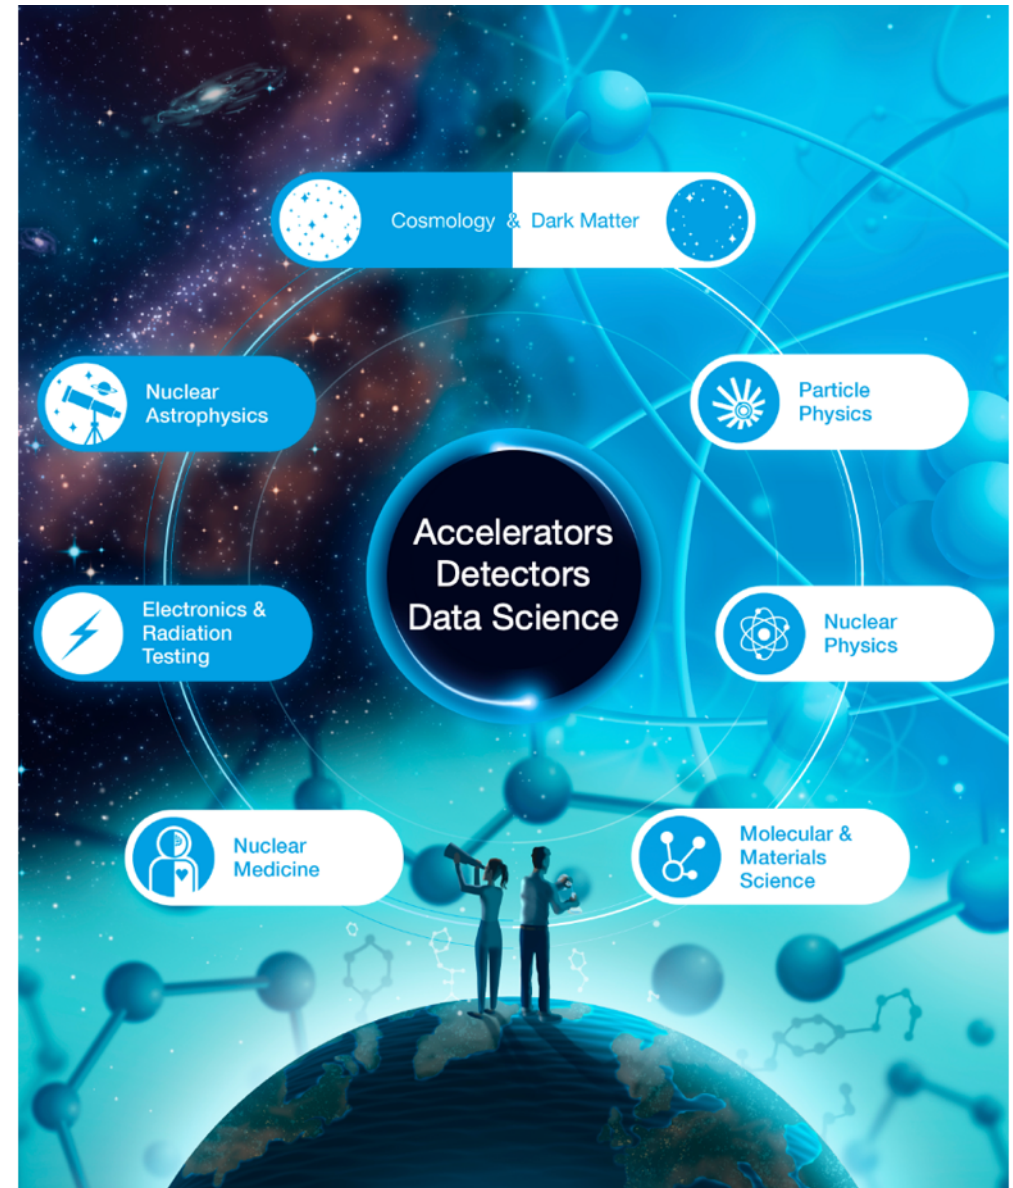 Cosmology & Dark Matter
Nuclear
Astrophysics
Particle
Physics
Accelerators
Detectors
Data Science
Electronics &
Radiation
Testing
Nuclear
Physics
Nuclear
Medicine
Molecular &
Materials
Science